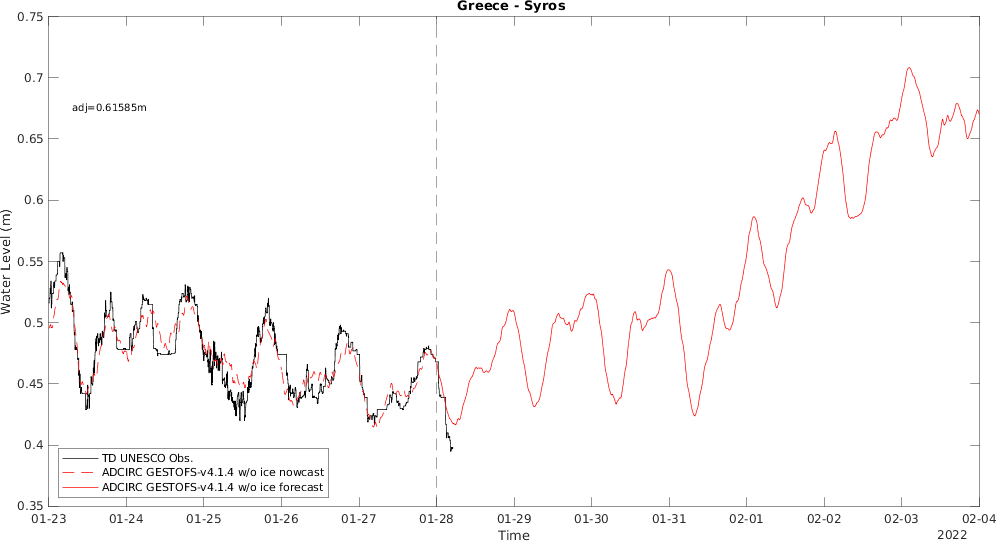 Greece - Syros
0.75
0.7
0.65
0.6
0.55
0.5
0.45
0.4
0.35
Water Level (m)
adj=0.61585m
TD UNESCO Obs.
ADCIRC GESTOFS-v4.1.4 w/o ice nowcast
ADCIRC GESTOFS-v4.1.4 w/o ice forecast
01-23 01-24 01-25 01-26 01-27 01-28 01-29 01-30 01-31 02-01 02-02 02-03 02-04
Time
2022